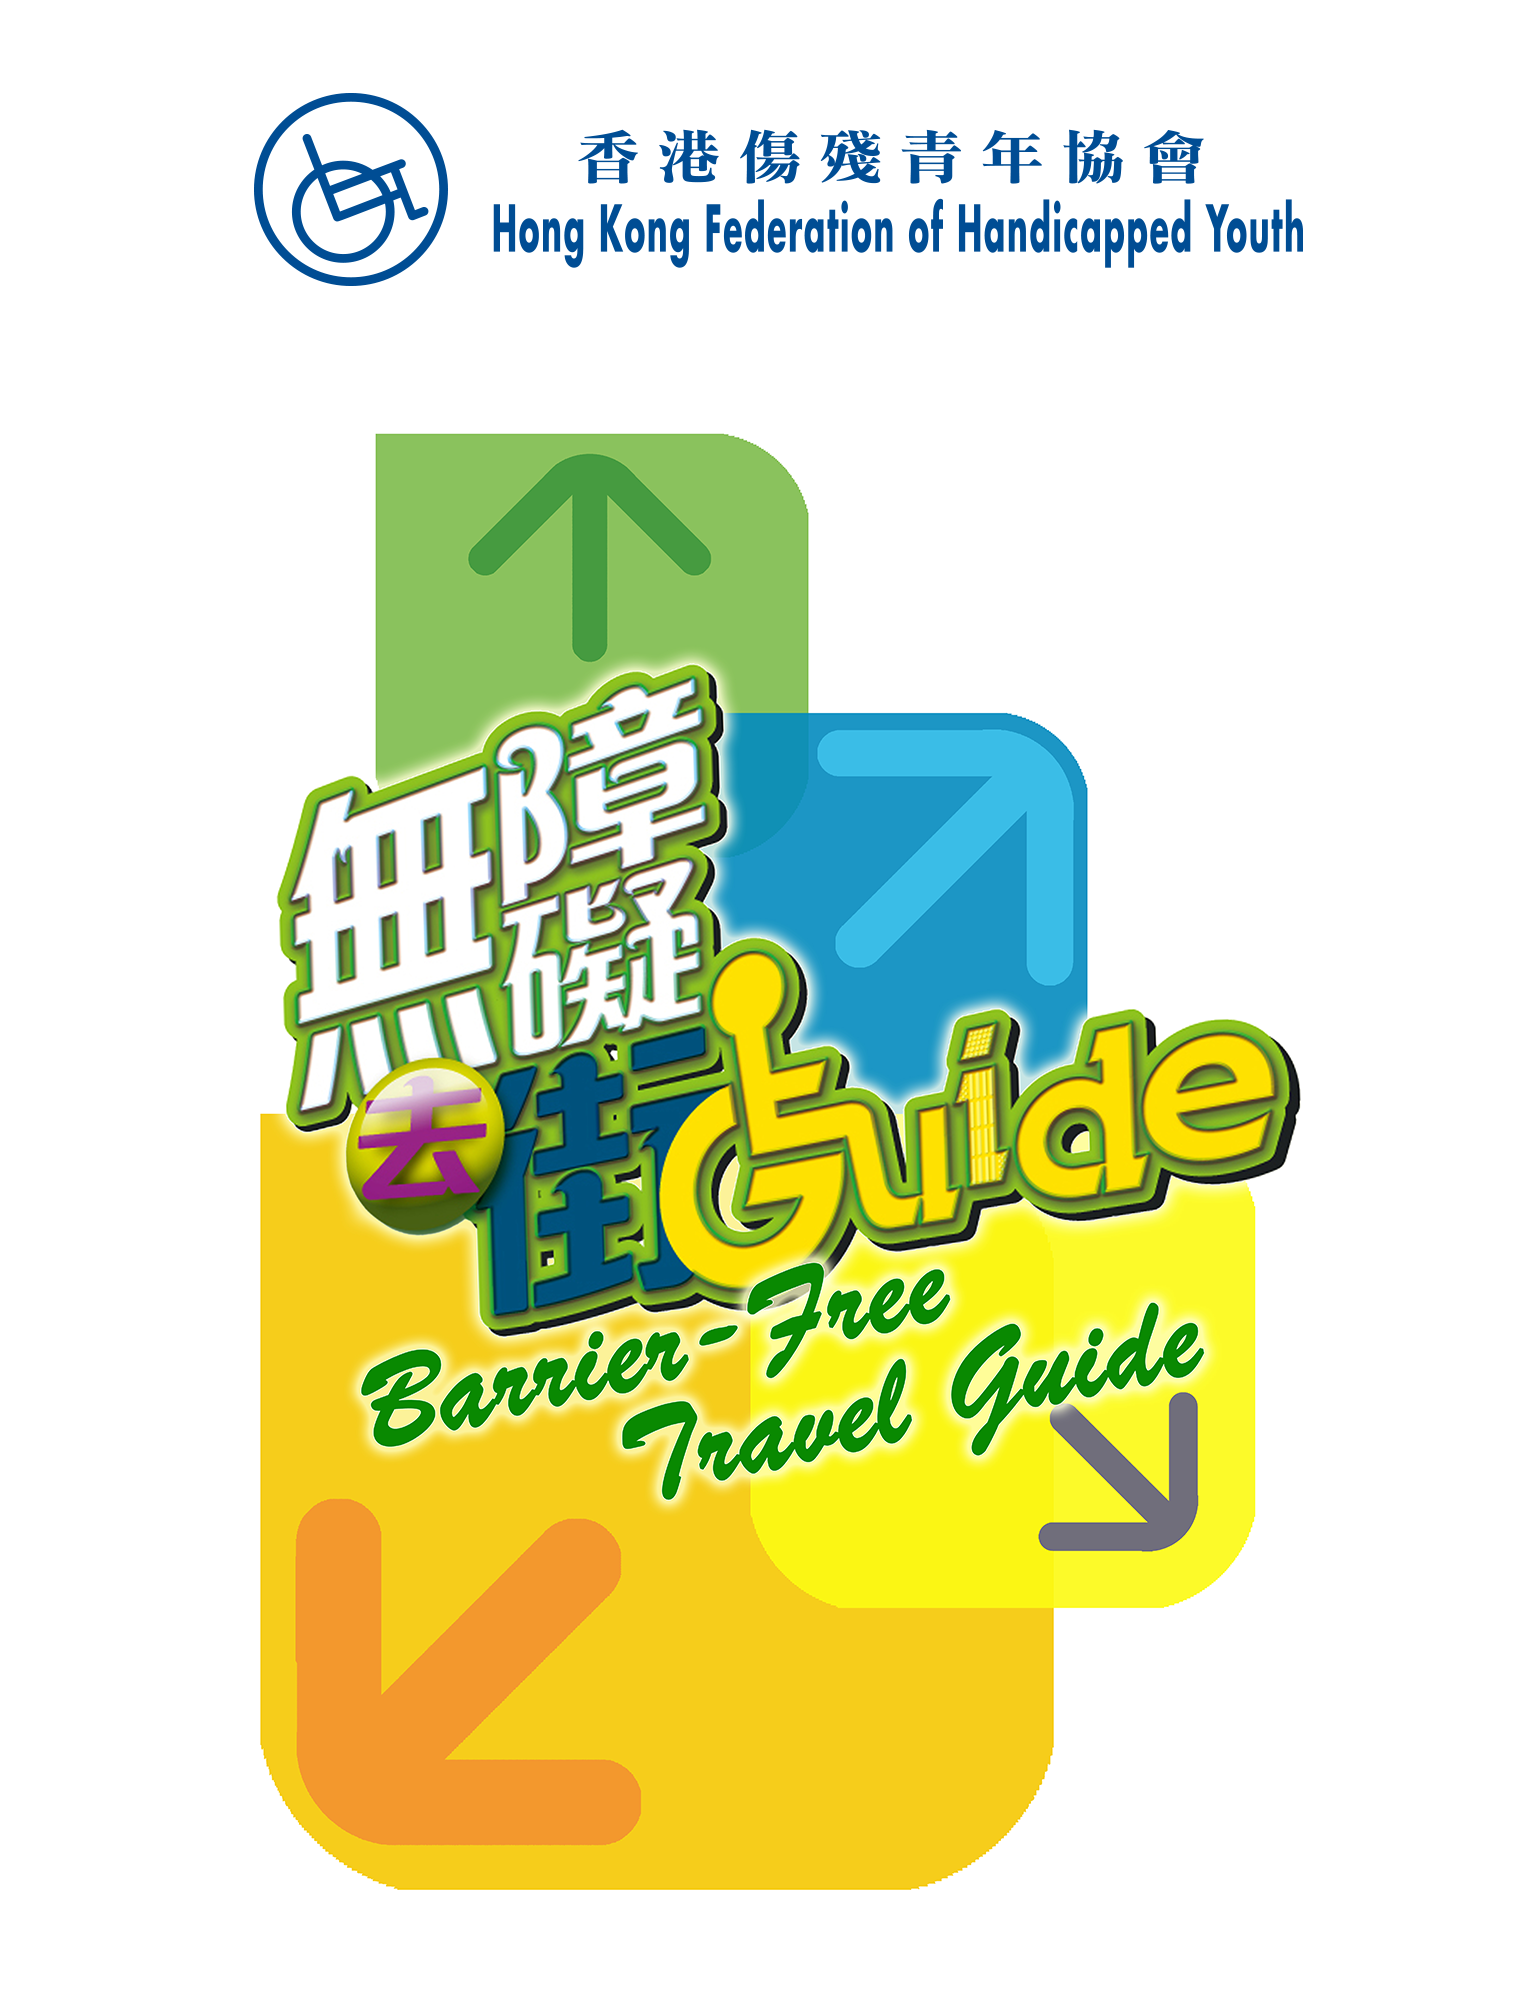 香港傷殘青年協會
Hong Kong Federation of Handicapped Youth
無障礙
去街Guide
Barrier-Free
Travel Guide